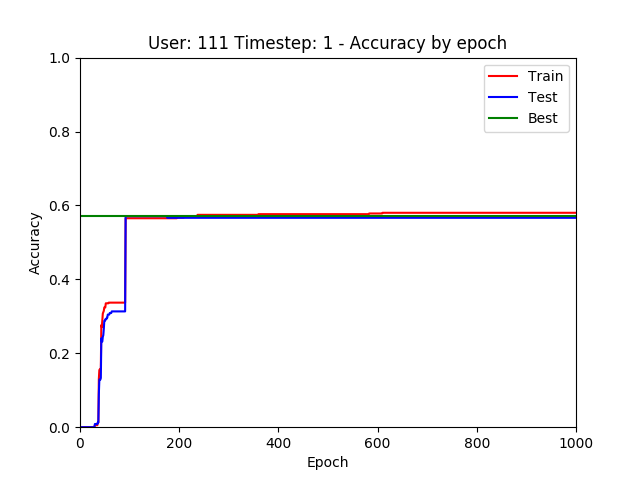 User: 111 Timestep: 1 - Accuracy by epoch
1.0
Train
Test
Best
0.8
0.6
Accuracy
0.4
0.2
0.0
0 200 400 600 800 1000
Epoch